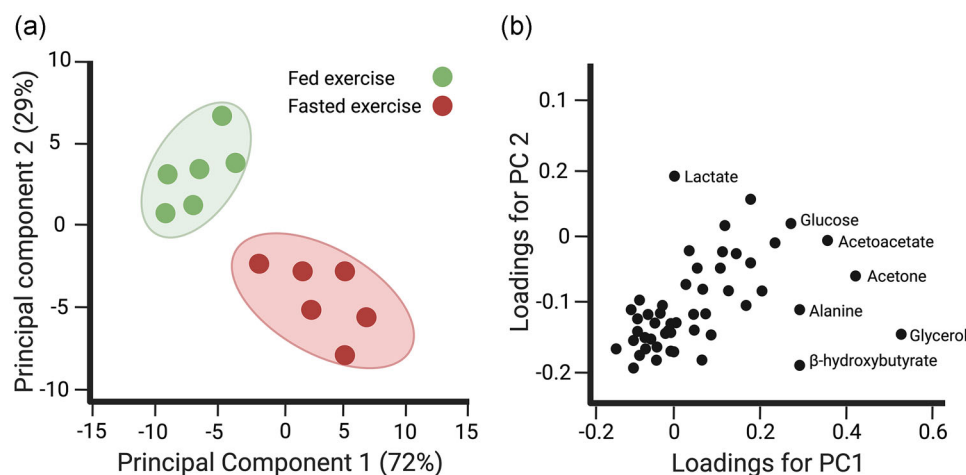 (a)
Principal component 2 (29%)
10
5
0
-5
-10
Fed exercise
Fasted exercise
-15
-10
-5
0
5
10
15
Principal Component 1 (72%)
(b)
Loadings for PC 2
0.1
0.2
0
-0.1
-0.2
Lactate
Glucose
Acetoacetate
Acetone
Alanine
Glycerol
β-hydroxybutyrate
-0.2
0
0.2
0.4
0.6
Loadings for PC1